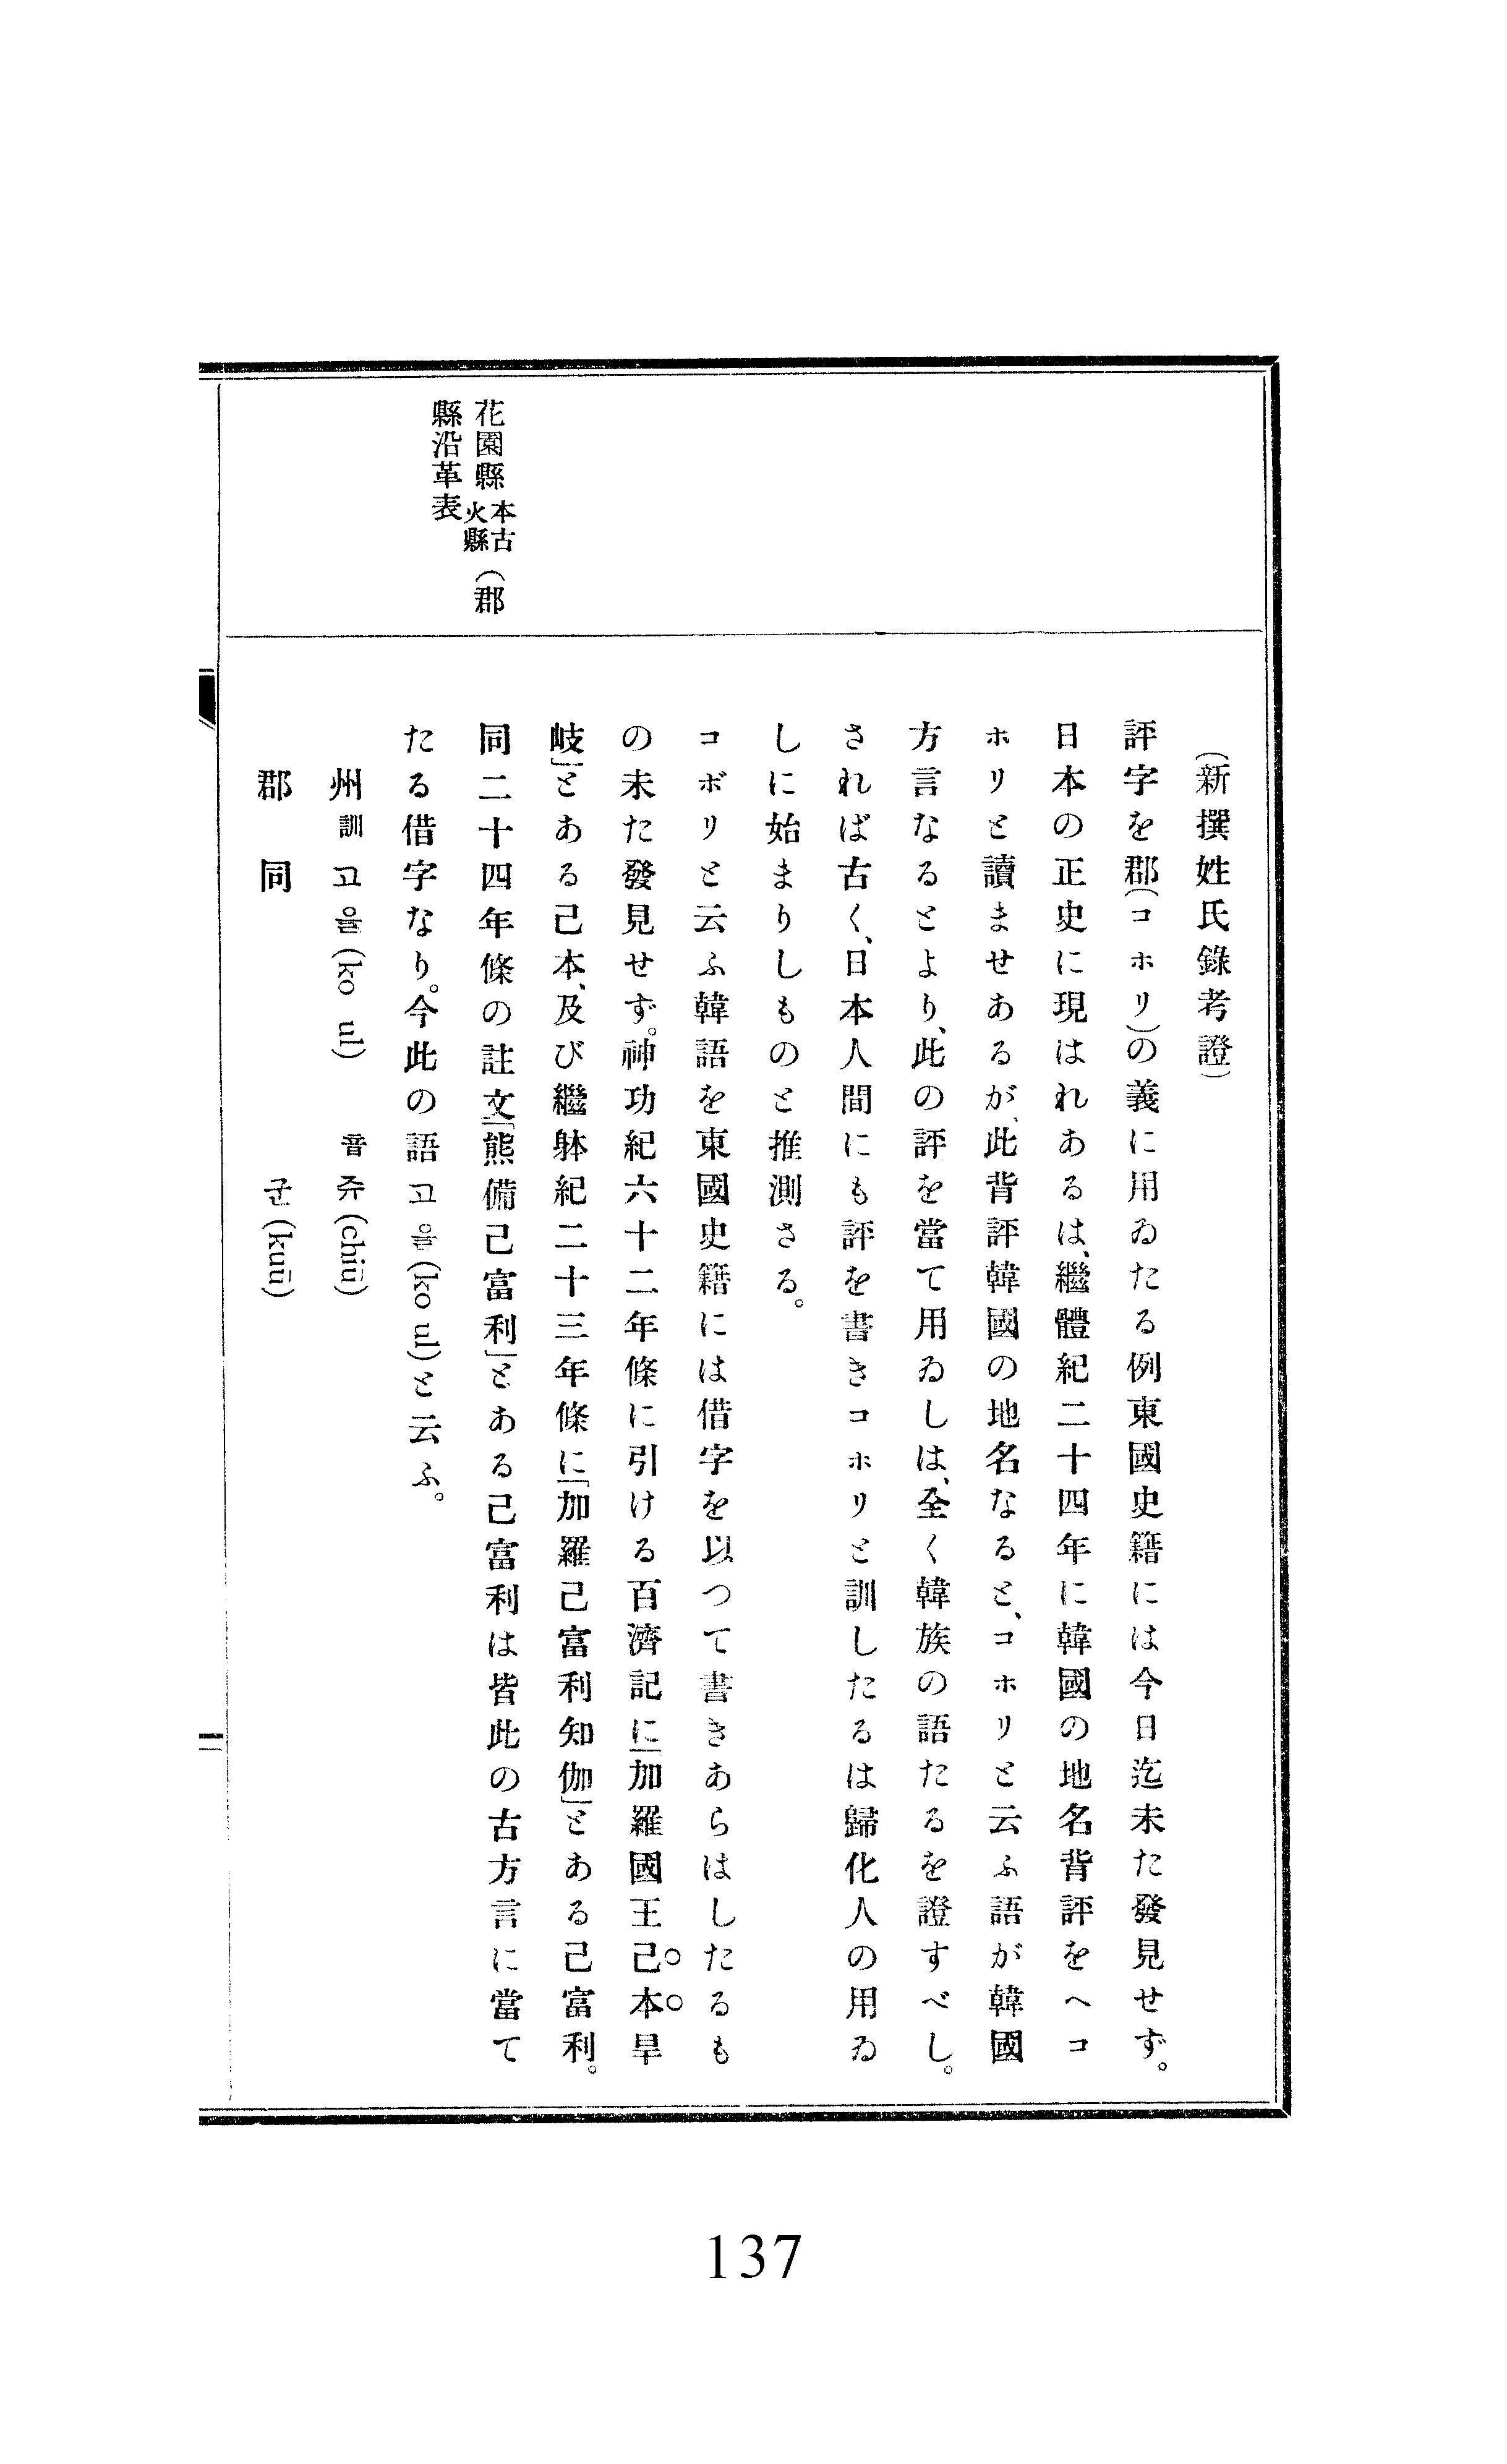 花園縣 本古火縣 (郡
縣沿革表
(新撰姓氏錄考證)
評字を郡(コホリ)の義に用ゐたる例東國史籍には今日迄未た發見せず。
日本の正史に現はれあるは、繼體紀二十四年に韓國の地名背評をヘコ
ホリと讀ませあるが、此背評韓國の地名なると、コホリと云ふ語が韓國
方言なるとより、此の評を當て用ゐしは、全く韓族の語たるを證すべし。
されば古く、日本人間にも評を書きコホリと訓したるは歸化人の用ゐ
しに始まりしものと推測さる。
コボリと云ふ韓語を東國史籍には借字を以つて書きあらはしたるも
の未た發見せず。神功紀六十二年條に引ける百濟記に「加羅國王己本旱
岐」とある己本、及び繼躰紀二十三年條に「加羅己富利知伽」とある己富利。
同二十四年條の註文「熊備己富利」とある己富利は皆此の古方言に當て
たる借字なり。今此の語고을(ko ul)と云ふ。
州 訓 고을(ko ul) 音 쥬(chiū)
郡 同 군(kun)
137